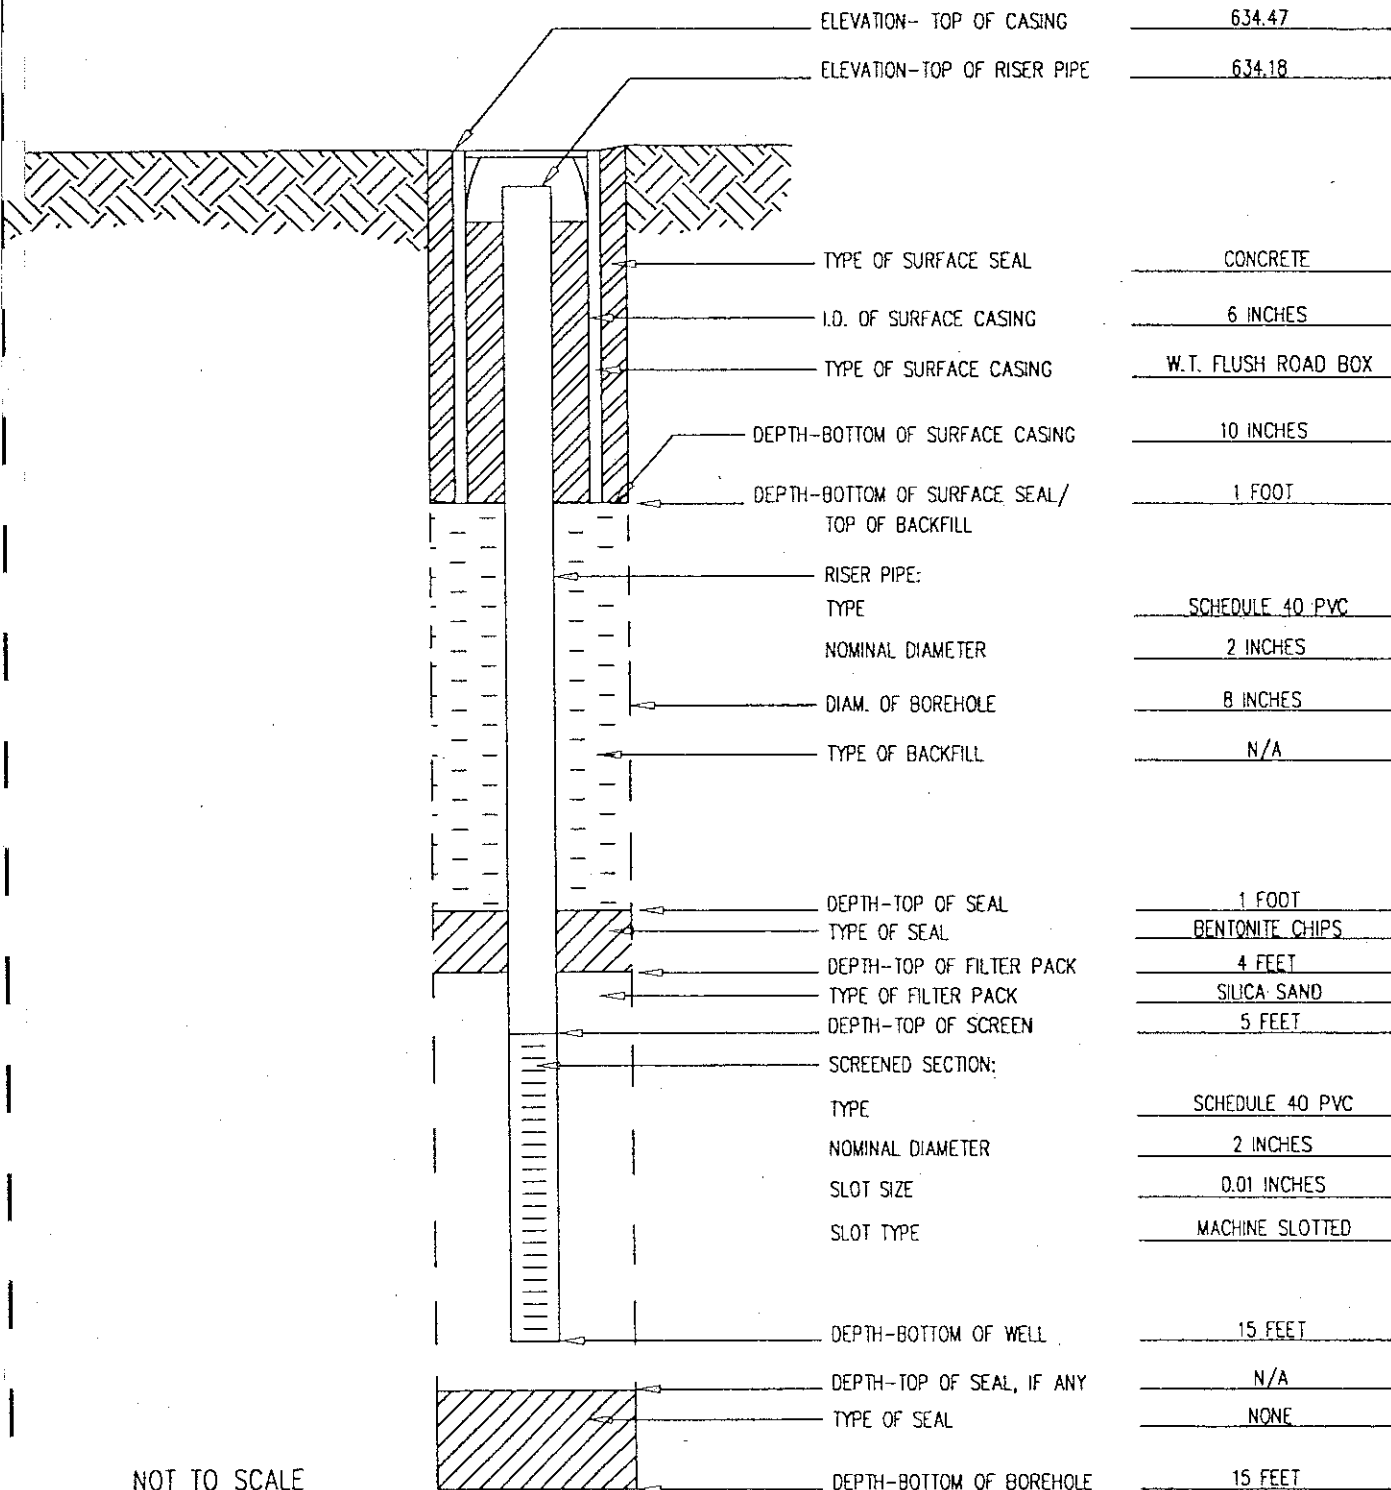 ELEVATION- TOP OF CASING 634.47
ELEVATION-TOP OF RISER PIPE 634.18
TYPE OF SURFACE SEAL CONCRETE
I.D. OF SURFACE CASING 6 INCHES
TYPE OF SURFACE CASING W.T. FLUSH ROAD BOX
DEPTH-BOTTOM OF SURFACE CASING 10 INCHES
DEPTH-BOTTOM OF SURFACE SEAL/ 1 FOOT
TOP OF BACKFILL
RISER PIPE:
TYPE SCHEDULE 40 PVC
NOMINAL DIAMETER 2 INCHES
DIAM. OF BOREHOLE 8 INCHES
TYPE OF BACKFILL N/A
DEPTH-TOP OF SEAL 1 FOOT
TYPE OF SEAL BENTONITE CHIPS
DEPTH-TOP OF FILTER PACK 4 FEET
TYPE OF FILTER PACK SILICA SAND
DEPTH-TOP OF SCREEN 5 FEET
SCREENED SECTION:
TYPE SCHEDULE 40 PVC
NOMINAL DIAMETER 2 INCHES
SLOT SIZE 0.01 INCHES
SLOT TYPE MACHINE SLOTTED
DEPTH-BOTTOM OF WELL 15 FEET
DEPTH-TOP OF SEAL, IF ANY N/A
TYPE OF SEAL NONE
NOT TO SCALE
DEPTH-BOTTOM OF BOREHOLE 15 FEET